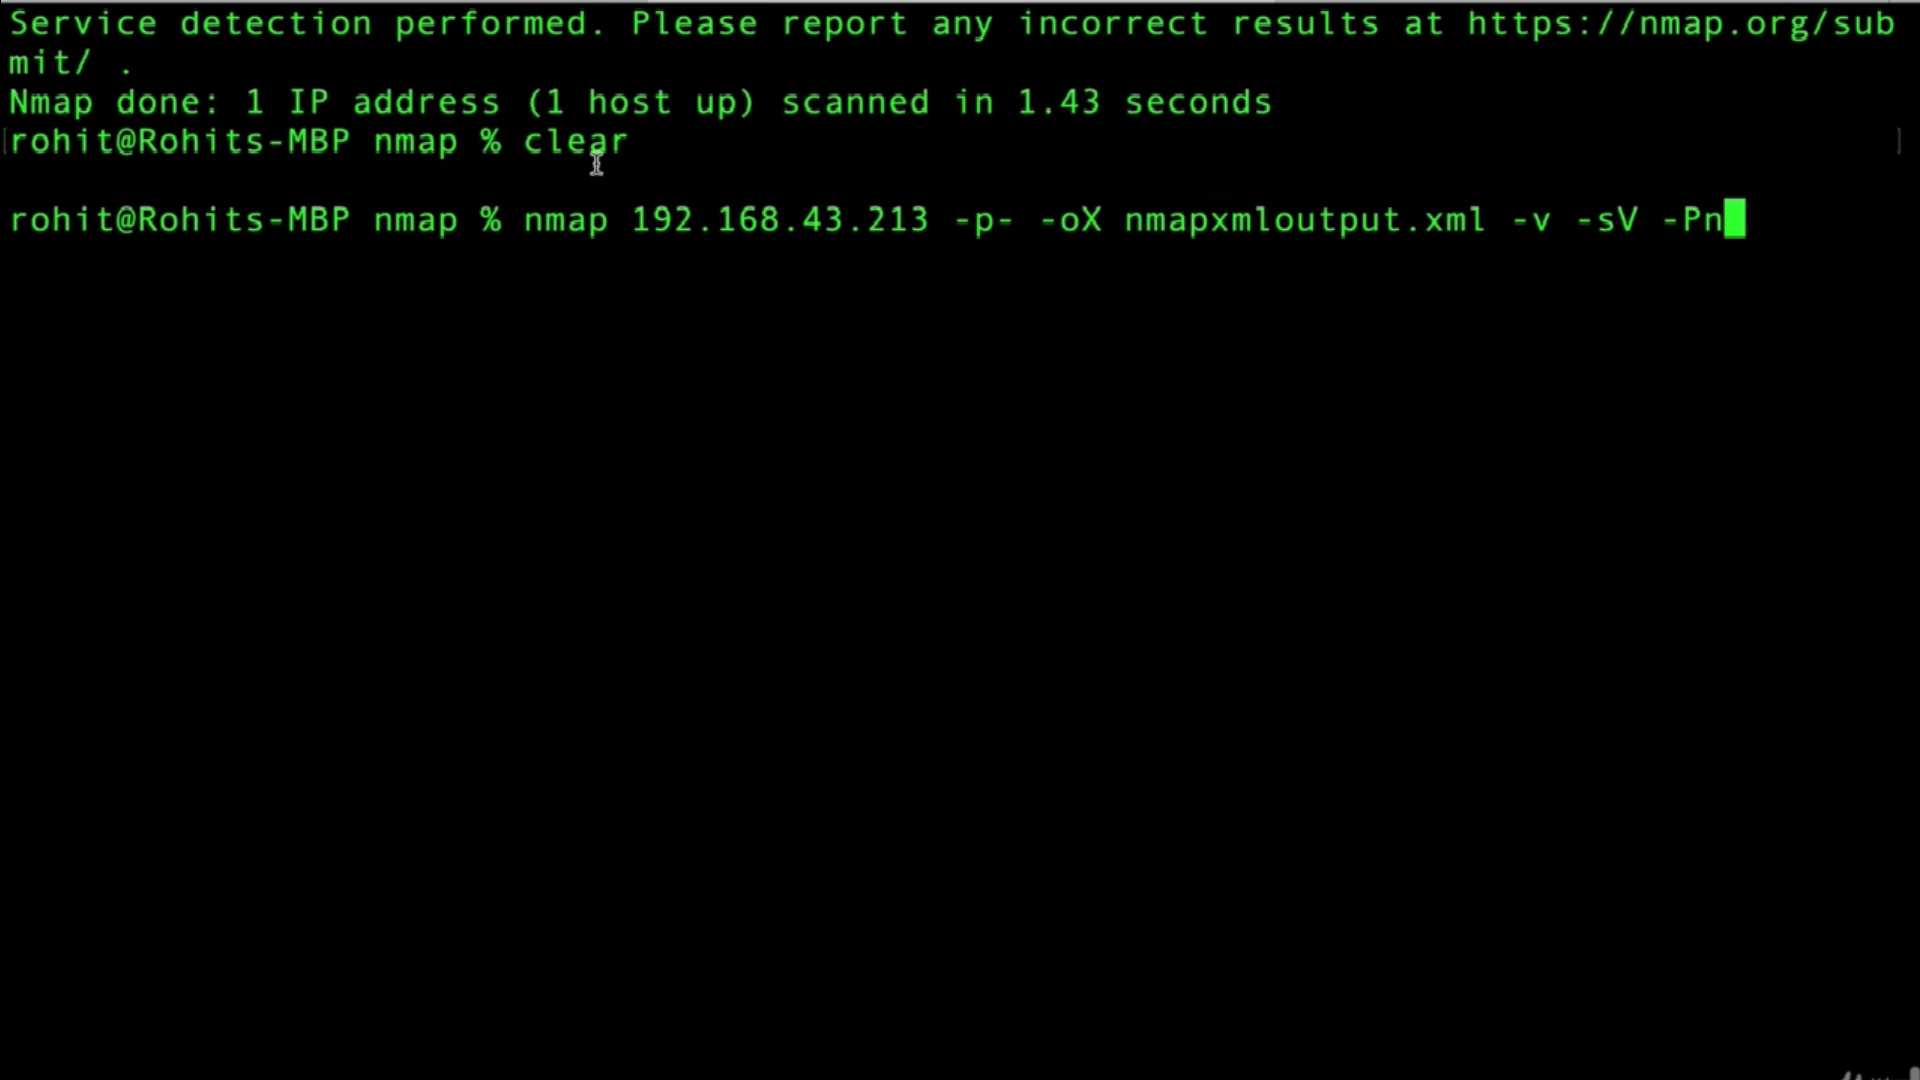 Service detection performed. Please report any incorrect results at https://nmap.org/sub
mit/ .
Nmap done: 1 IP address (1 host up) scanned in 1.43 seconds
[rohit@Rohits-MBP nmap % clear ]
rohit@Rohits-MBP nmap % nmap 192.168.43.213 -p- -oX nmapxmloutput.xml -v -sV -Pn